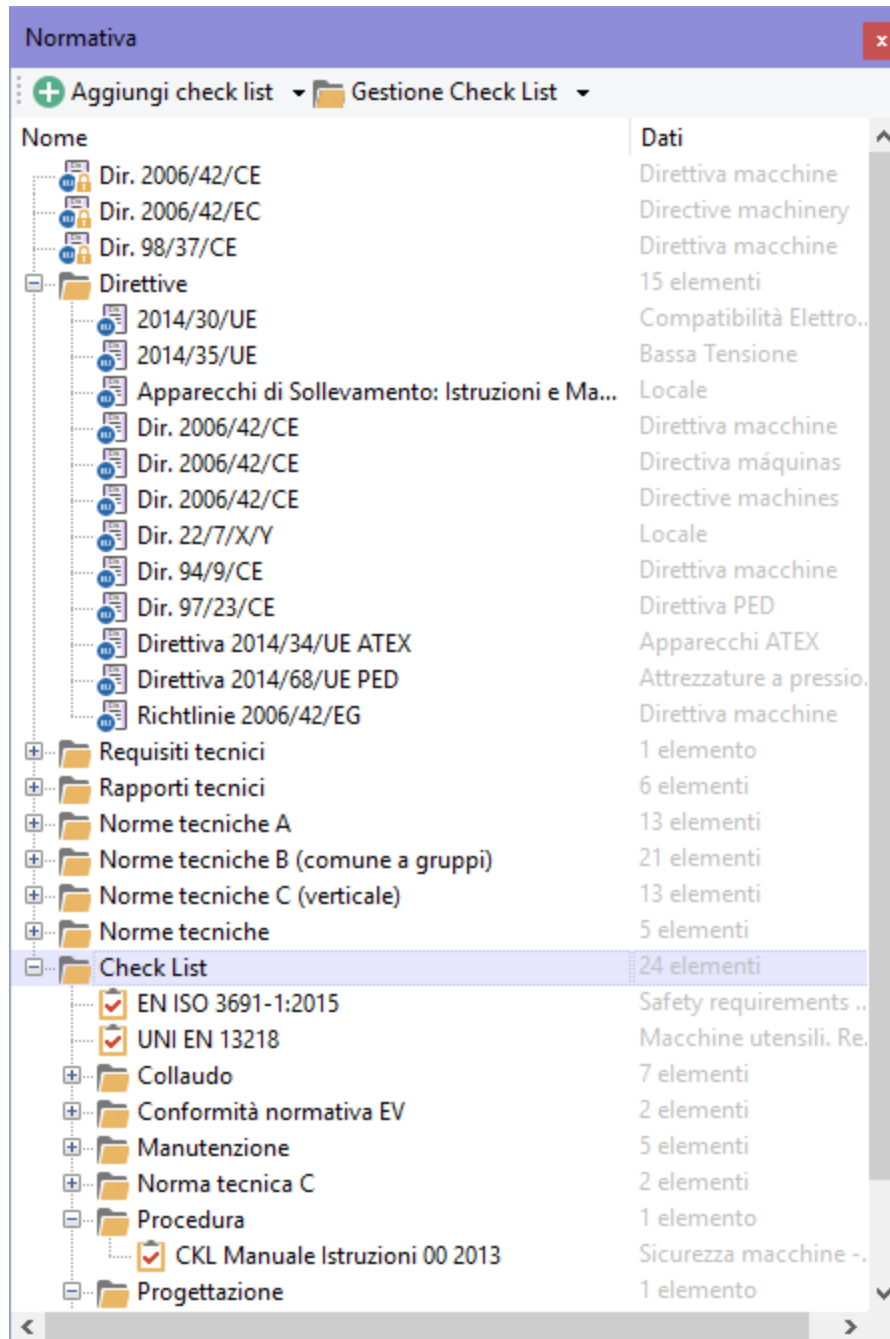 Normativa
x
Aggiungi check list Gestione Check List
Nome Dati
Dir. 2006/42/CE Direttiva macchine
Dir. 2006/42/EC Directive machinery
Dir. 98/37/CE Direttiva macchine
Direttive 15 elementi
2014/30/UE Compatibilità Elettro..
2014/35/UE Bassa Tensione
Apparecchi di Sollevamento: Istruzioni e Ma... Locale
Dir. 2006/42/CE Direttiva macchine
Dir. 2006/42/CE Directiva máquinas
Dir. 2006/42/CE Directive machines
Dir. 22/7/X/Y Locale
Dir. 94/9/CE Direttiva macchine
Dir. 97/23/CE Direttiva PED
Direttiva 2014/34/UE ATEX Apparecchi ATEX
Direttiva 2014/68/UE PED Attrezzature a pressio.
Richtlinie 2006/42/EG Direttiva macchine
Requisiti tecnici 1 elemento
Rapporti tecnici 6 elementi
Norme tecniche A 13 elementi
Norme tecniche B (comune a gruppi) 21 elementi
Norme tecniche C (verticale) 13 elementi
Norme tecniche 5 elementi
Check List 24 elementi
EN ISO 3691-1:2015 Safety requirements ..
UNI EN 13218 Macchine utensili. Re.
Collaudo 7 elementi
Conformità normativa EV 2 elementi
Manutenzione 5 elementi
Norma tecnica C 2 elementi
Procedura 1 elemento
CKL Manuale Istruzioni 00 2013 Sicurezza macchine -.
Progettazione 1 elemento